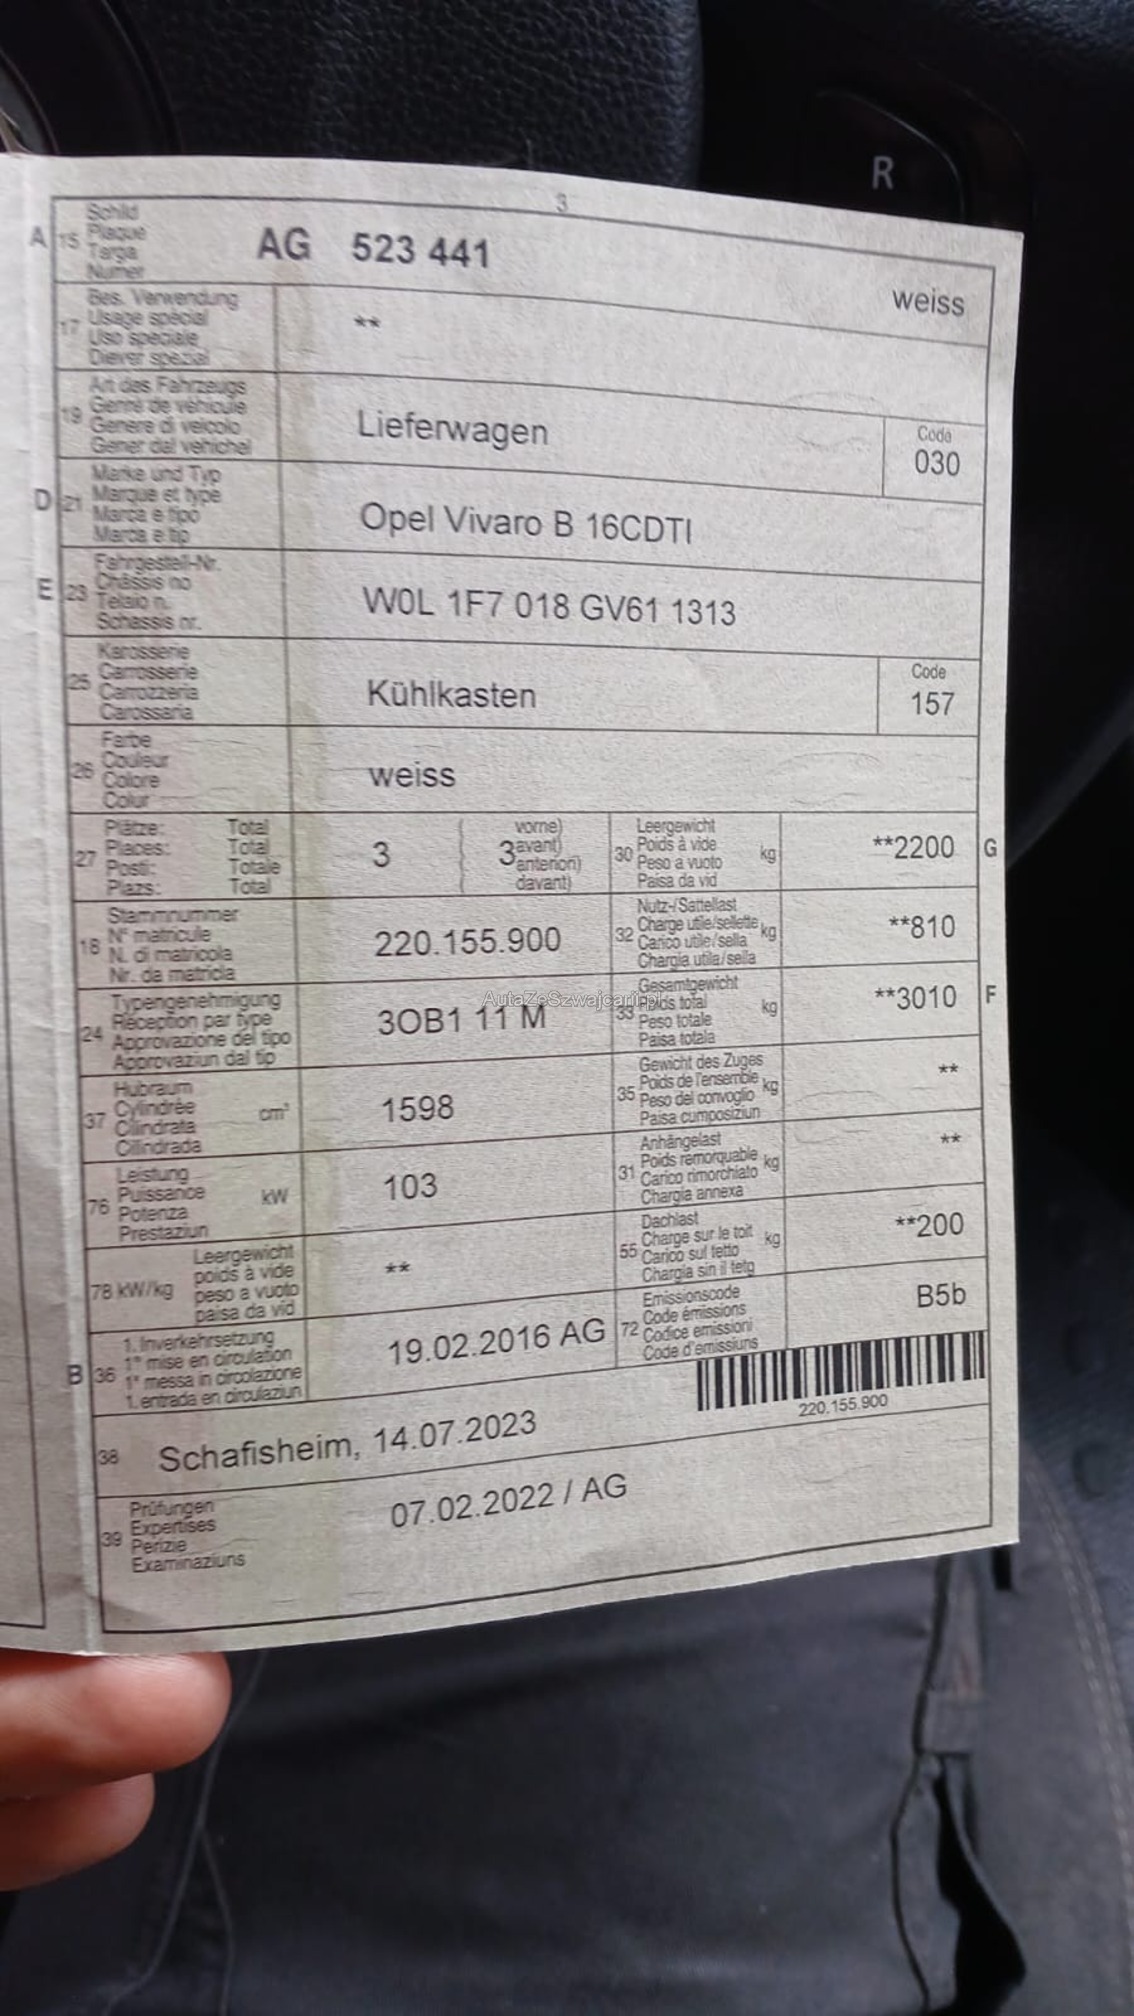 R
3
A 15 Schild
Plaque
Targa
Numer
AG 523 441
weiss
17 Bes. Verwendung
Usage spécial
Uso speciale
Diever spezial
**
19 Art des Fahrzeugs
Genre de véhicule
Genere di veicolo
Gener dal vehichel
Lieferwagen
Code
030
D 21 Marke und Typ
Marque et type
Marca e tipo
Marca e tip
Opel Vivaro B 16CDTI
E 23 Fahrgestell-Nr.
Châssis no
Telaio n.
Schassis nr.
W0L 1F7 018 GV61 1313
25 Karosserie
Carrosserie
Carrozzeria
Carossaria
Kühlkasten
Code
157
26 Farbe
Couleur
Colore
Colur
weiss
27 Plätze: Total
Places: Total
Posti: Totale
Plazs: Total
3
3 vorne)
avant)
anteriori)
davant)
30 Leergewicht
Poids à vide
Peso a vuoto
Paisa da vid
kg
**2200 G
18 Stammnummer
N° matricule
N. di matricola
Nr. da matricla
220.155.900
32 Nutz-/Sattellast
Charge utile/sellette
Carico utile/sella
Chargia utila/sella
kg
**810
24 Typengenehmigung
Réception par type
Approvazione del tipo
Approvaziun dal tip
3OB1 11 M
33 Gesamtgewicht
Poids total
Peso totale
Paisa totala
kg
**3010 F
AutaZeSzwajcarii.pl
37 Hubraum
Cylindrée
Cilindrata
Cilindrada
cm³
1598
35 Gewicht des Zuges
Poids de l'ensemble
Peso del convoglio
Paisa cumposiziun
kg
**
76 Leistung
Puissance
Potenza
Prestaziun
kW
103
31 Anhängelast
Poids remorquable
Carico rimorchiato
Chargia annexa
kg
**
78 kW/kg Leergewicht
poids à vide
peso a vuoto
paisa da vid
**
55 Dachlast
Charge sur le toit
Carico sul tetto
Chargia sin il tetg
kg
**200
B 36 1. Inverkehrsetzung
1re mise en circulation
1a messa in circolazione
1. entrada en circulaziun
19.02.2016 AG
72 Emissionscode
Code émissions
Codice emissioni
Code d'emissiuns
B5b
220.155.900
38 Schafisheim, 14.07.2023
39 Prüfungen
Expertises
Perizie
Examinaziuns
07.02.2022 / AG